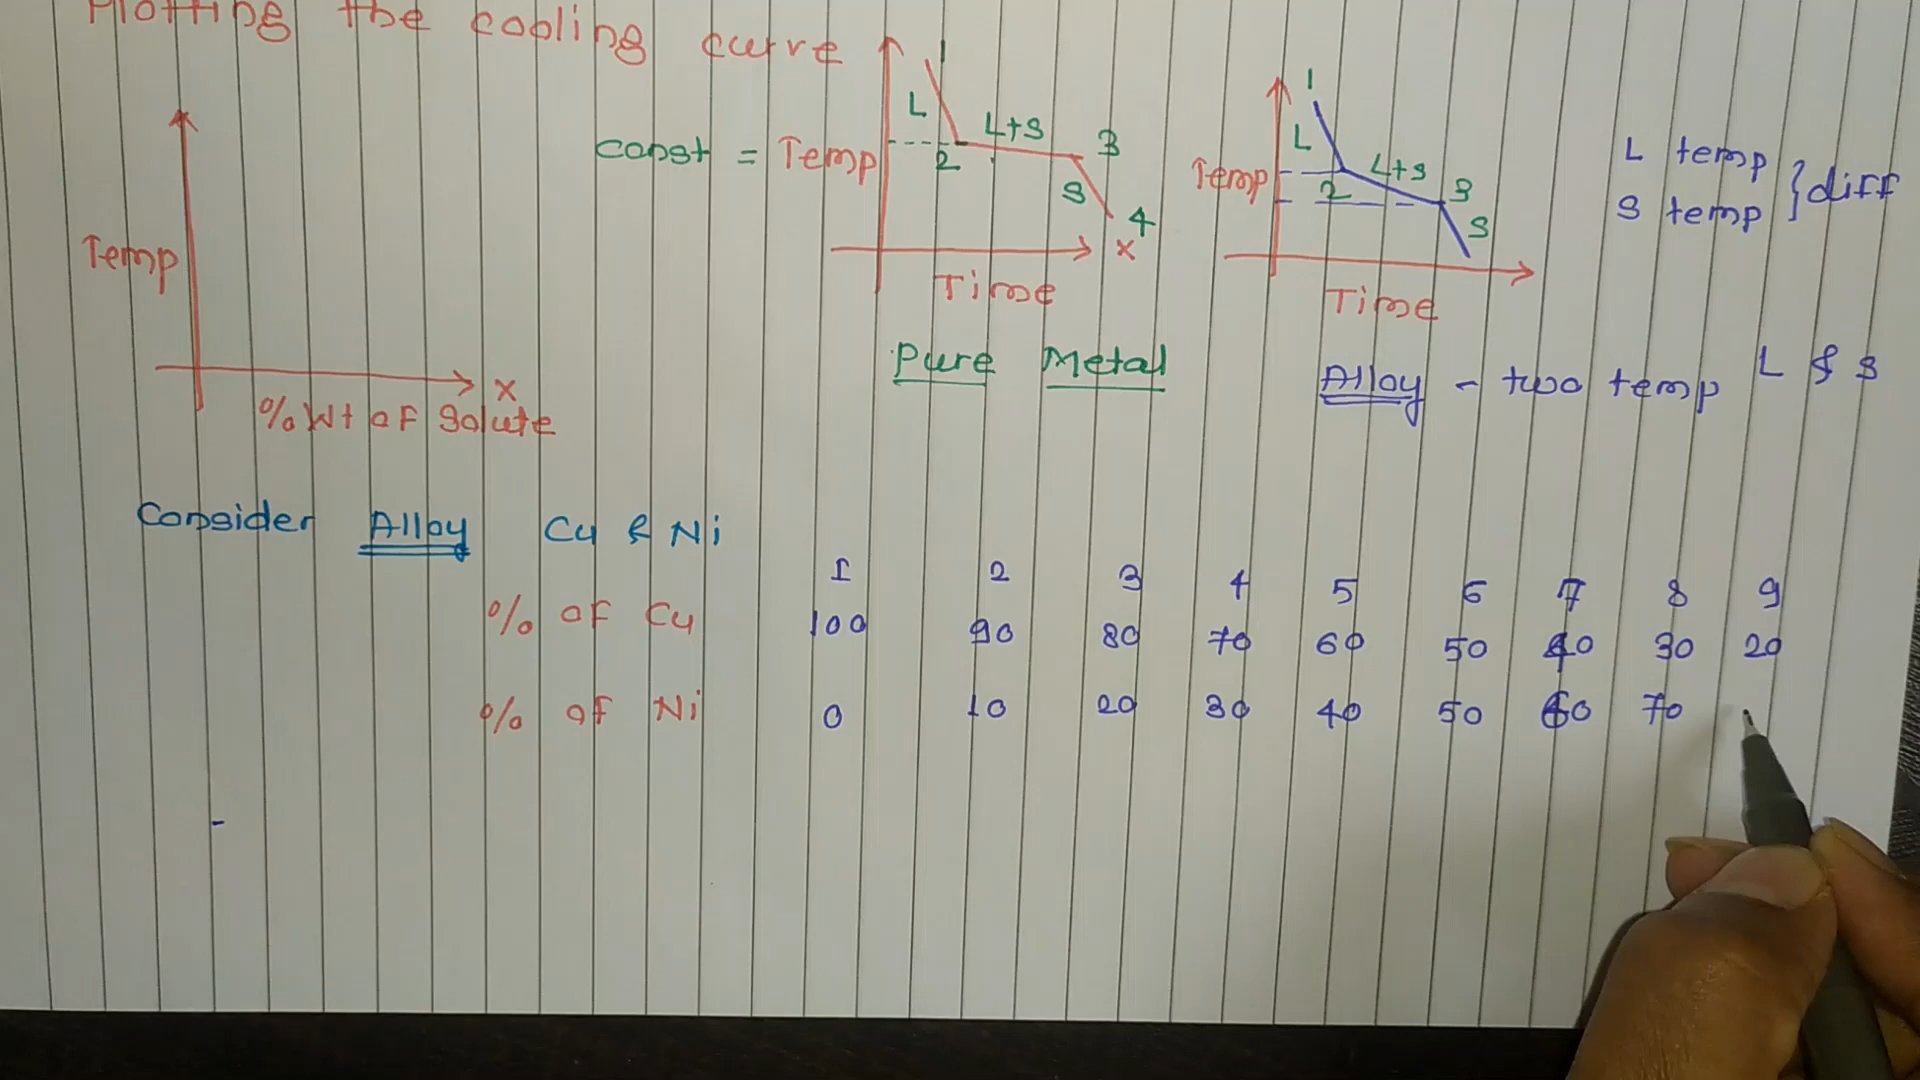 Plotting the cooling curve
1
L
L+S
const = Temp
2
3
S
4
x
Time
Pure Metal
1
L
Temp
L+S
2
3
S
Time
L temp
S temp } diff
Alloy - two temp L & S
Temp
x
% Wt of Solute
Consider Alloy Cu & Ni
1 2 3 4 5 6 7 8 9
% of Cu 100 90 80 70 60 50 40 30 20
% of Ni 0 10 20 30 40 50 60 70